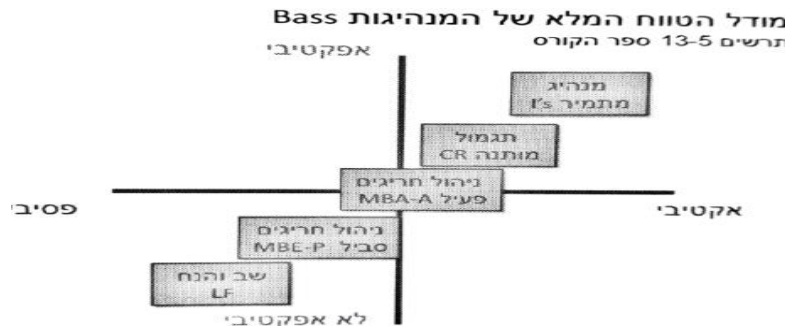 מודל הטווח המלא של המנהיגות Bass
תרשים 13-5 ספר הקורס
אפקטיבי
מנהיג
מתמיר I's
תגמול
מותנה CR
ניהול חריגים
פעיל MBA-A
אקטיבי
פסיבי
ניהול חריגים
סביל MBE-P
שב והנח
LF
לא אפקטיבי